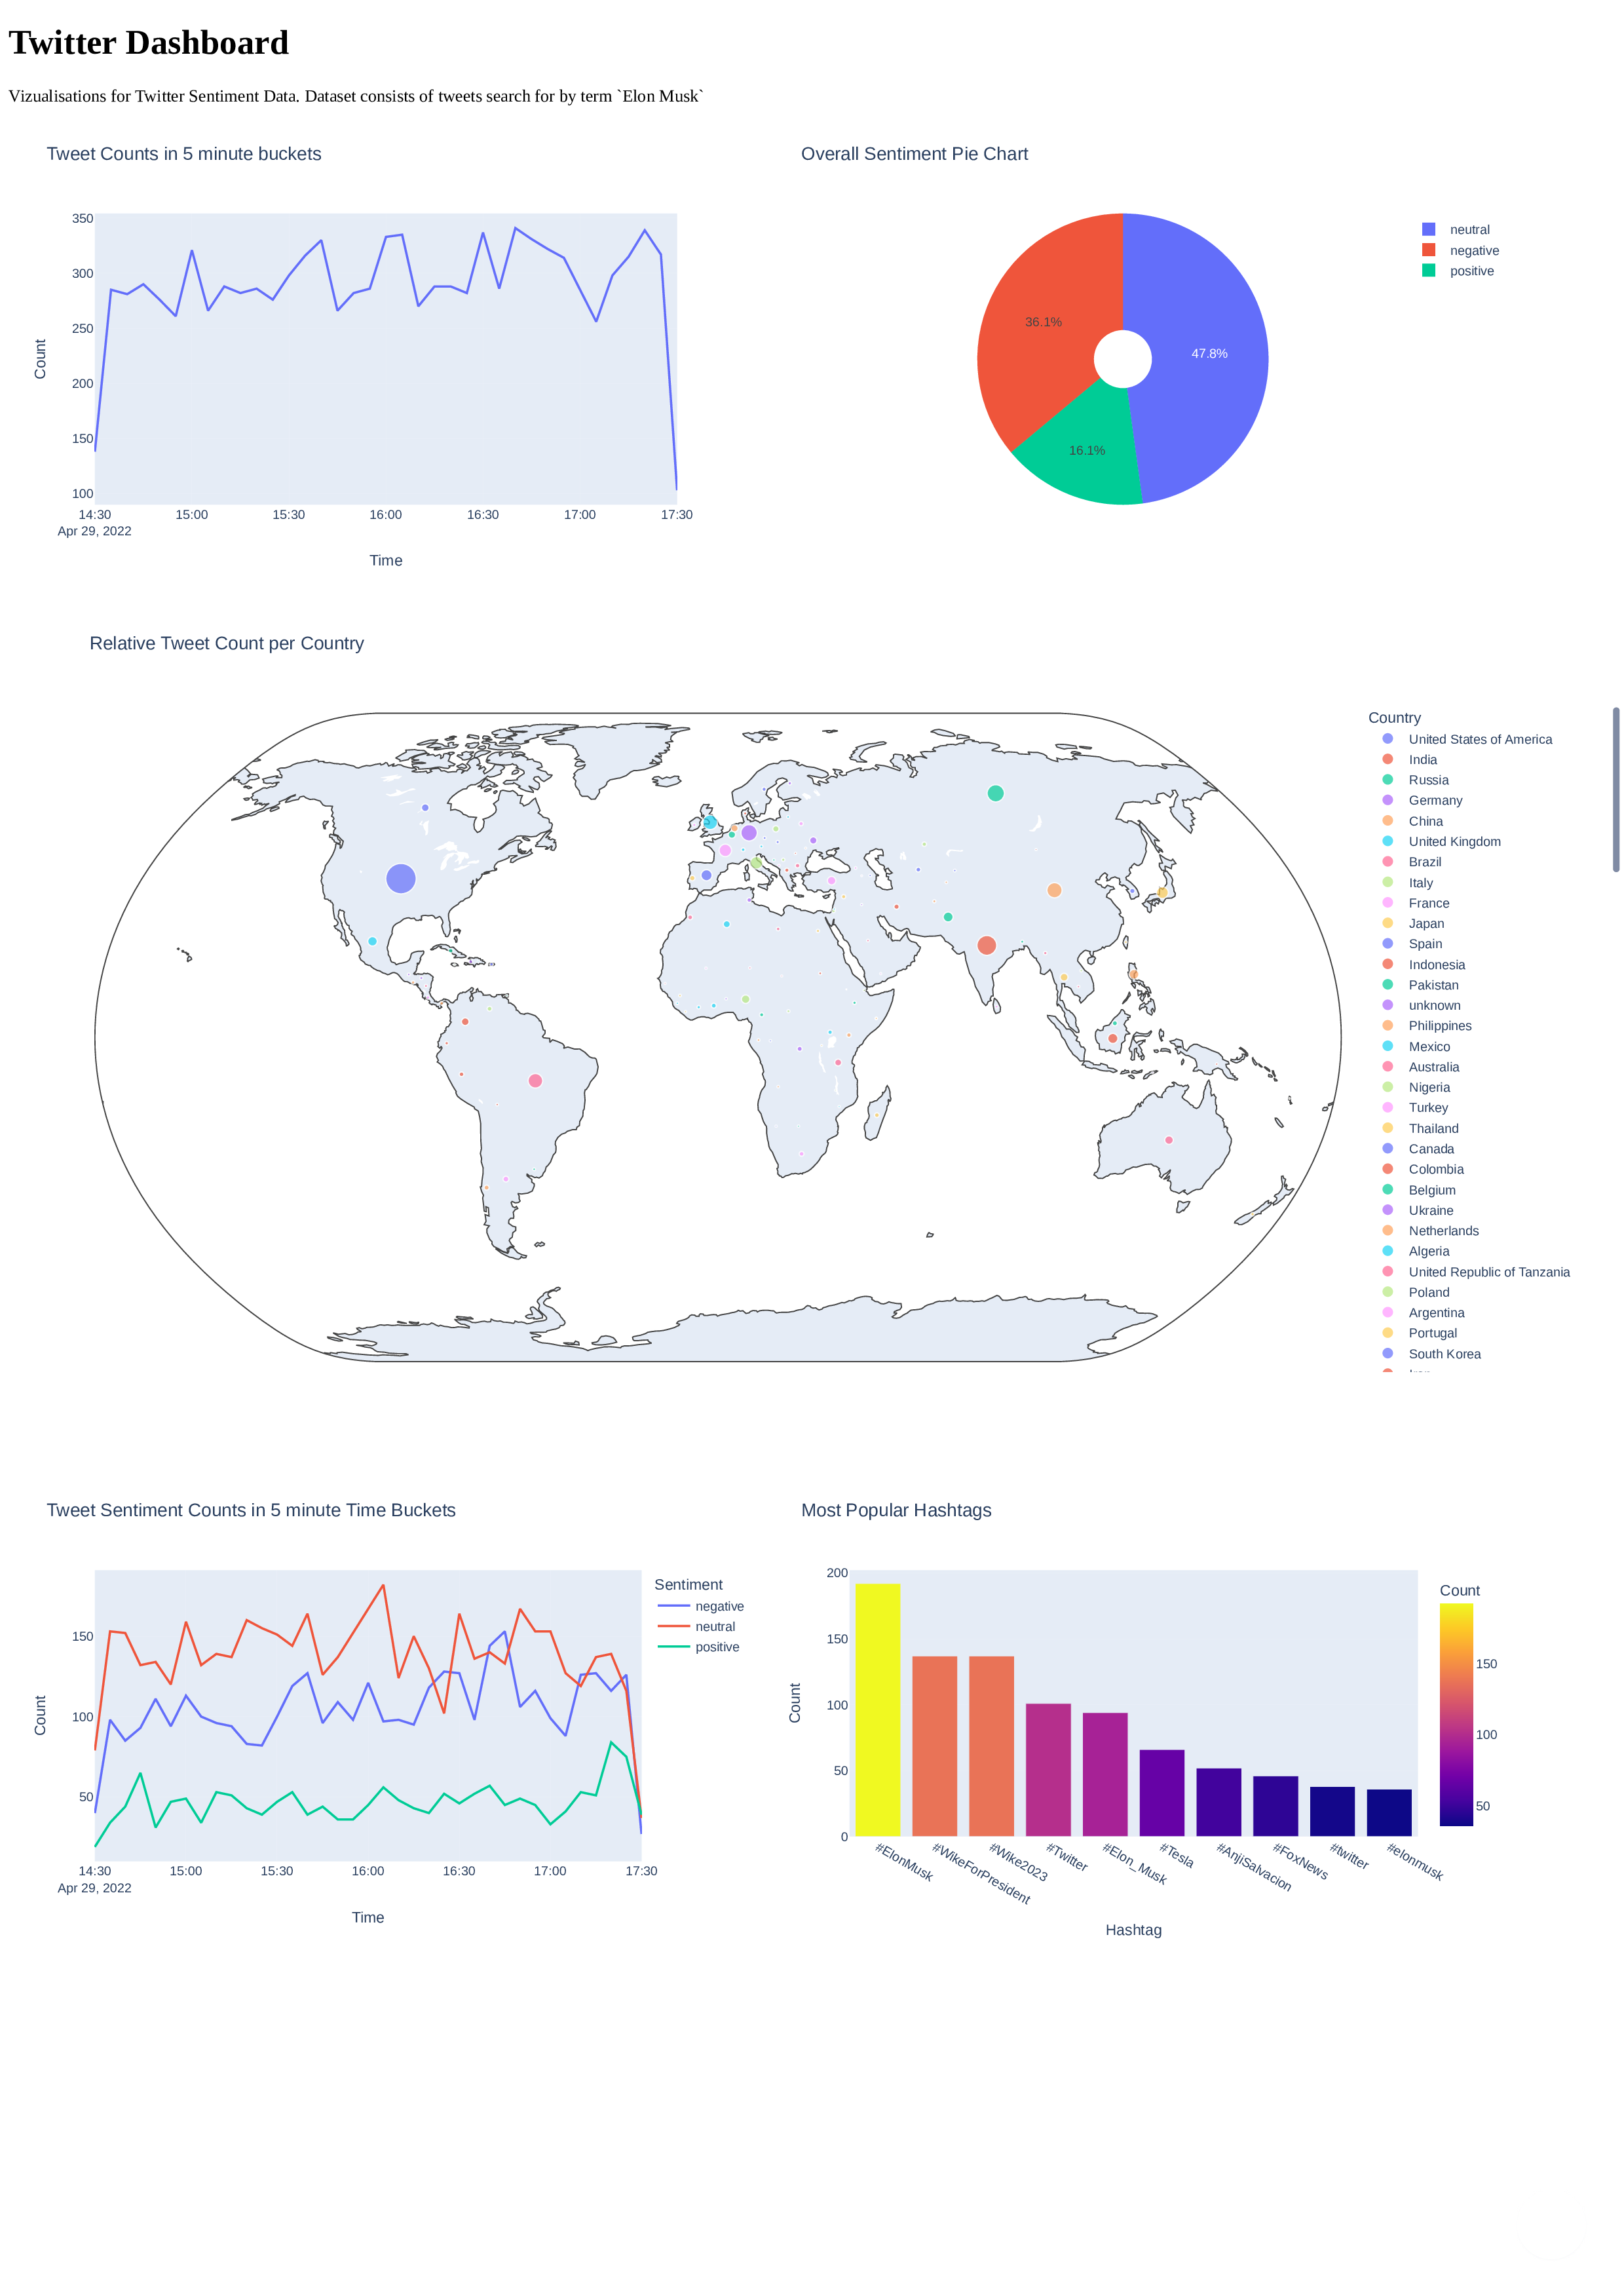 Twitter Dashboard
Vizualisations for Twitter Sentiment Data. Dataset consists of tweets search for by term `Elon Musk`
Tweet Counts in 5 minute buckets
350
300
250
200
150
100
Count
14:30
15:00
15:30
16:00
16:30
17:00
17:30
Apr 29, 2022
Time
Overall Sentiment Pie Chart
36.1%
47.8%
16.1%
neutral
negative
positive
Relative Tweet Count per Country
Country
United States of America
India
Russia
Germany
China
United Kingdom
Brazil
Italy
France
Japan
Spain
Indonesia
Pakistan
unknown
Philippines
Mexico
Australia
Nigeria
Turkey
Thailand
Canada
Colombia
Belgium
Ukraine
Netherlands
Algeria
United Republic of Tanzania
Poland
Argentina
Portugal
South Korea
Tweet Sentiment Counts in 5 minute Time Buckets
150
100
50
Count
14:30
15:00
15:30
16:00
16:30
17:00
17:30
Apr 29, 2022
Time
Sentiment
negative
neutral
positive
Most Popular Hashtags
200
150
100
50
0
Count
#ElonMusk
#WikeForPresident
#Wike2023
#Twitter
#Elon_Musk
#Tesla
#AnjiSalvacion
#FoxNews
#twitter
#elonmusk
Hashtag
Count
150
100
50